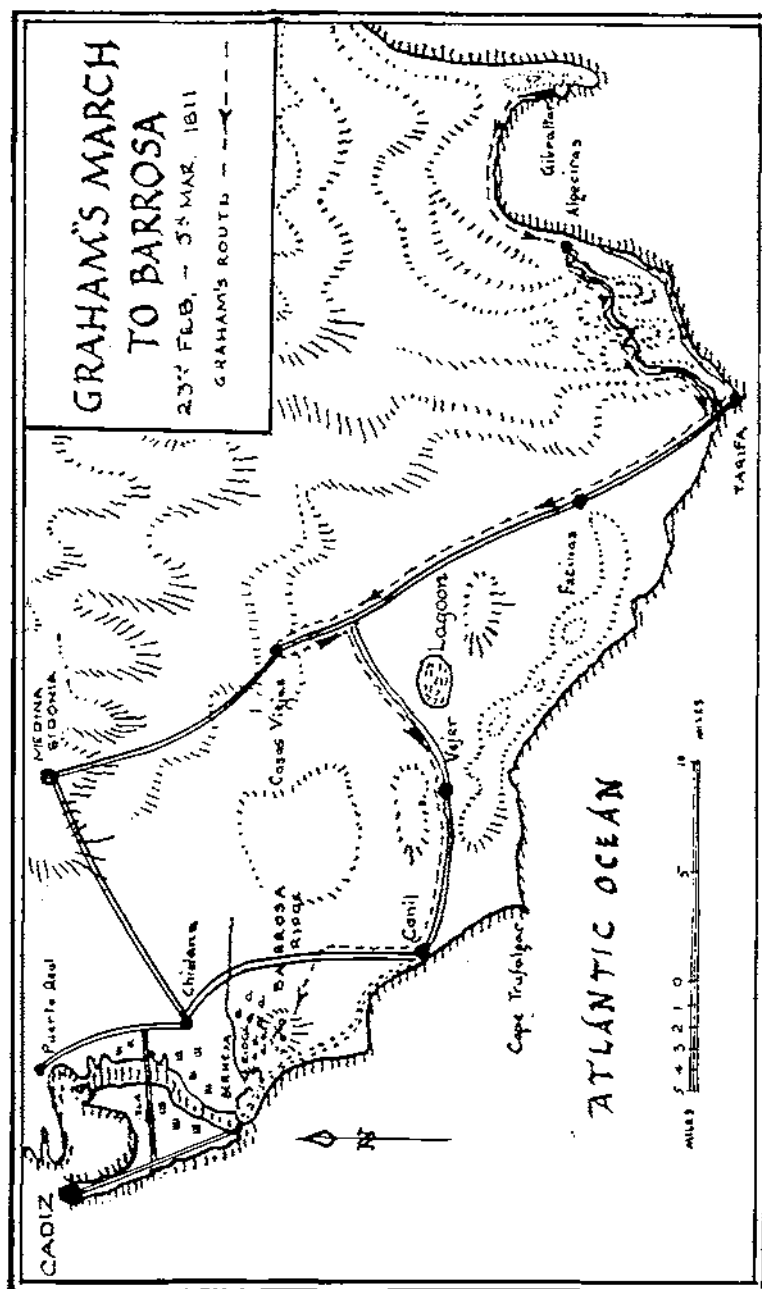 GRAHAM'S MARCH
TO BARROSA
23rd FEB, - 5th MAR. 1811
GRAHAM'S ROUTE
CADIZ
Puerto Real
MEDINA
SIDONIA
ISLA
Chiclana
BERMEJA
BARROSA
RIDGE
Casas Viejas
Conil
Vejer
Lagoon
Facinas
Gibraltar
Algeciras
TARIFA
Cape Trafalgar
N
ATLANTIC OCEAN
MILES 5 4 3 2 1 0 5 10 MILES